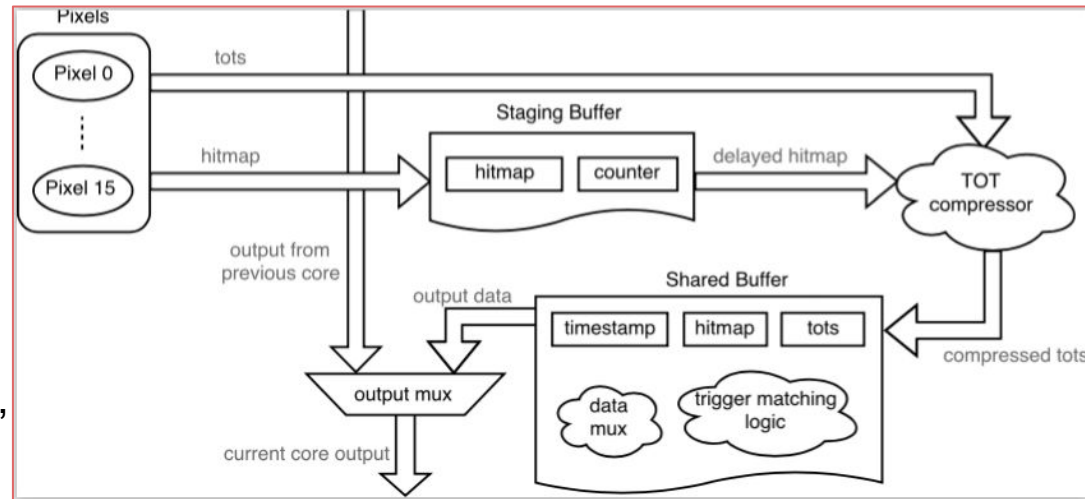 Pixels
Pixel 0
Pixel 15
tots
hitmap
Staging Buffer
hitmap
counter
delayed hitmap
TOT
compressor
output from
previous core
output data
Shared Buffer
timestamp
hitmap
tots
compressed tots
data
mux
trigger matching
logic
,
output mux
current core output